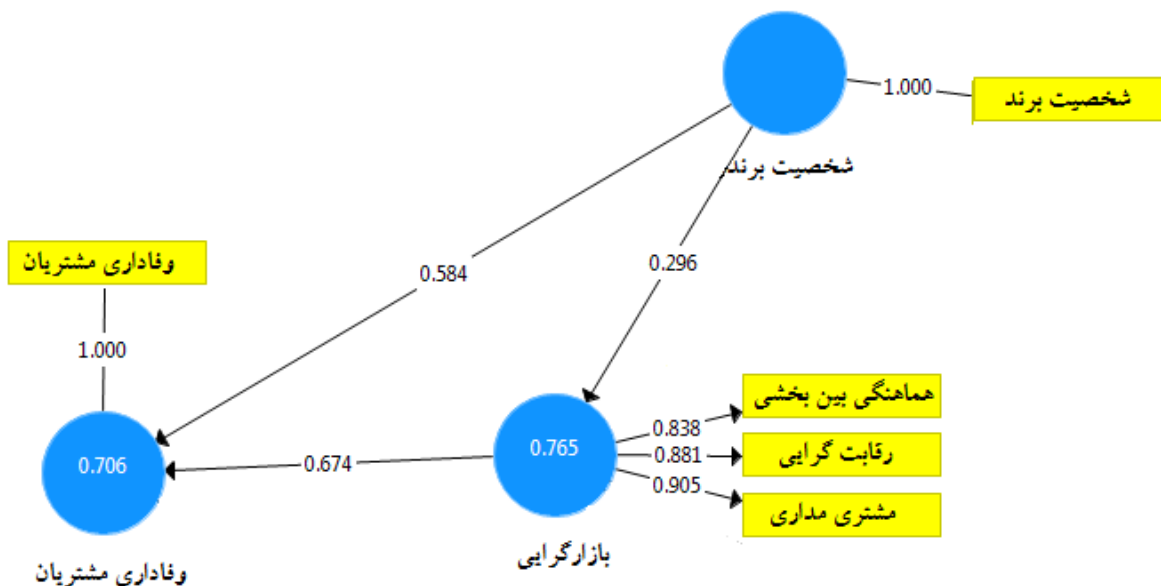 1.000
شخصیت برند
شخصیت برند
وفاداری مشتریان
0.584
0.296
1.000
هماهنگی بین بخشی
0.838
0.706
0.674
0.765
0.881
رقابت گرایی
0.905
مشتری مداری
بازارگرایی
وفاداری مشتریان